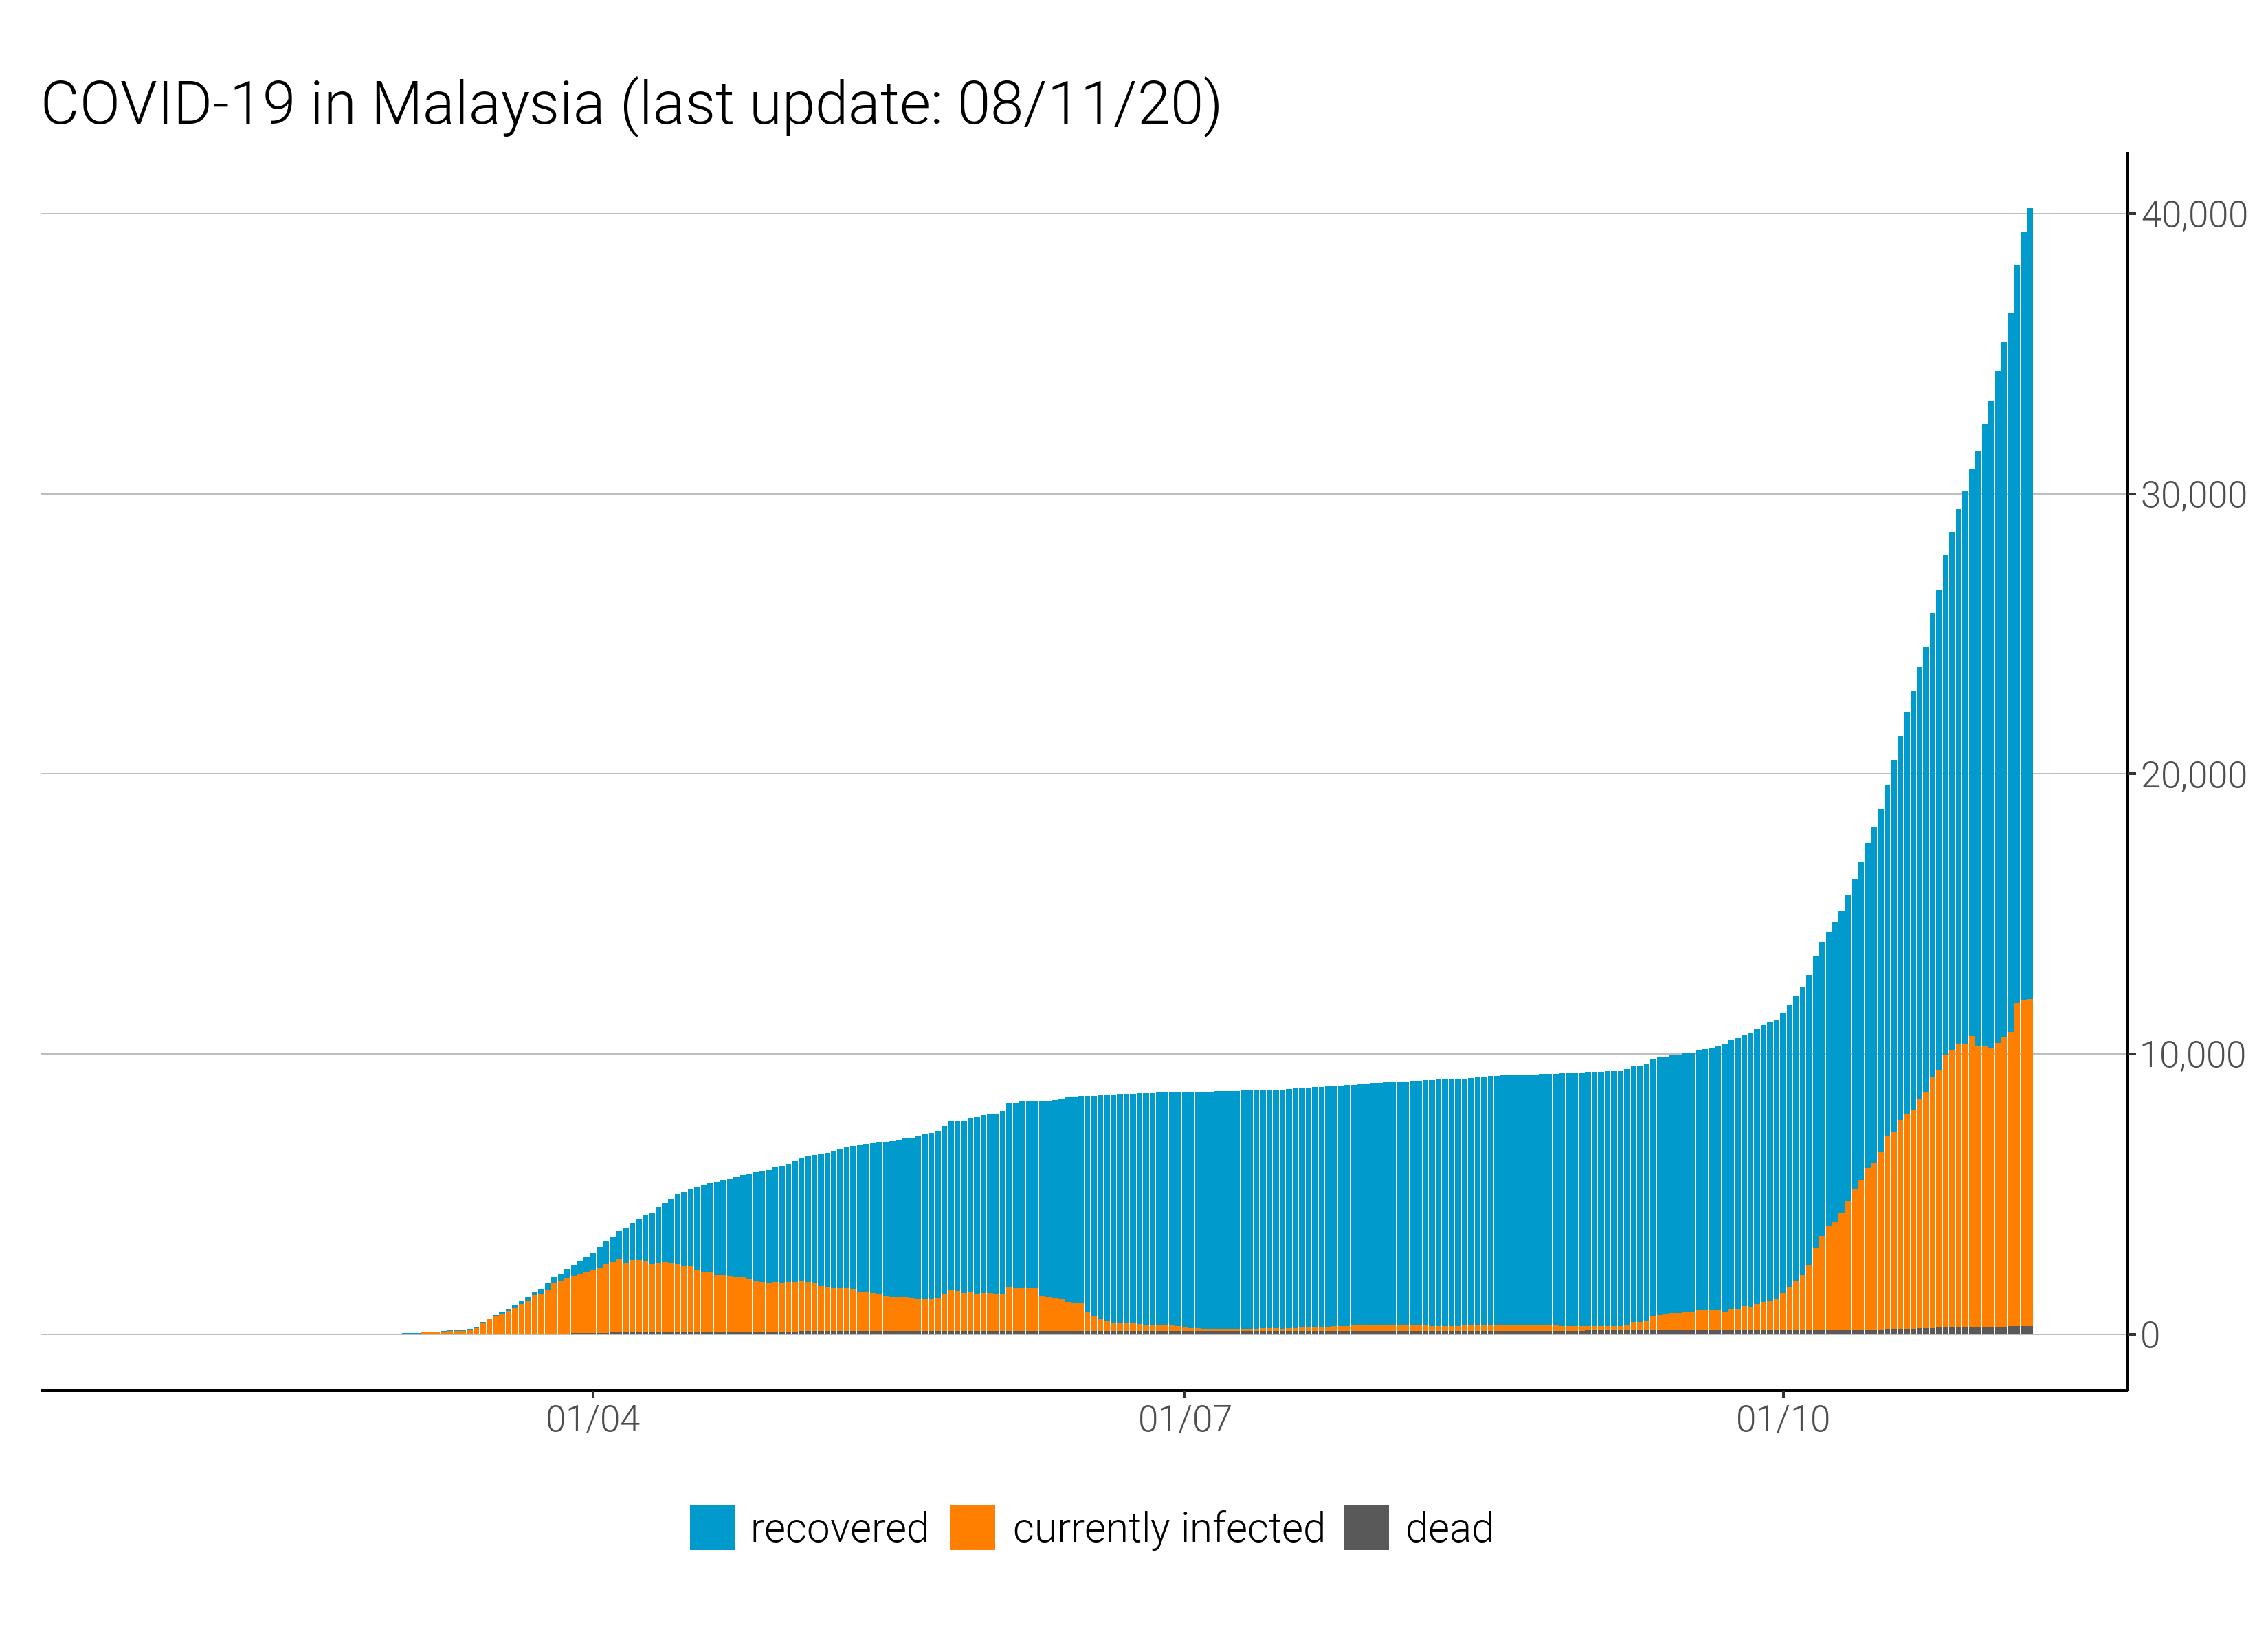 COVID-19 in Malaysia (last update: 08/11/20)
40,000
30,000
20,000
10,000
0
01/04 01/07 01/10
recovered currently infected dead